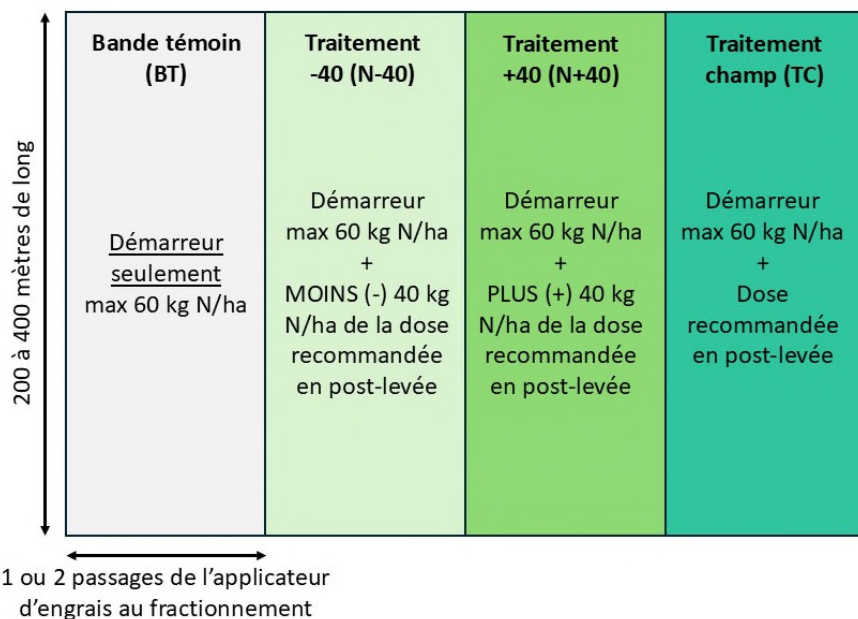 Bande témoin
(BT)
Traitement
-40 (N-40)
Traitement
+40 (N+40)
Traitement
champ (TC)
200 à 400 mètres de long
Démarreur
seulement
max 60 kg N/ha
Démarreur
max 60 kg N/ha
+
MOINS (-) 40 kg
N/ha de la dose
recommandée
en post-levée
Démarreur
max 60 kg N/ha
+
PLUS (+) 40 kg
N/ha de la dose
recommandée
en post-levée
Démarreur
max 60 kg N/ha
+
Dose
recommandée
en post-levée
1 ou 2 passages de l’applicateur
d’engrais au fractionnement